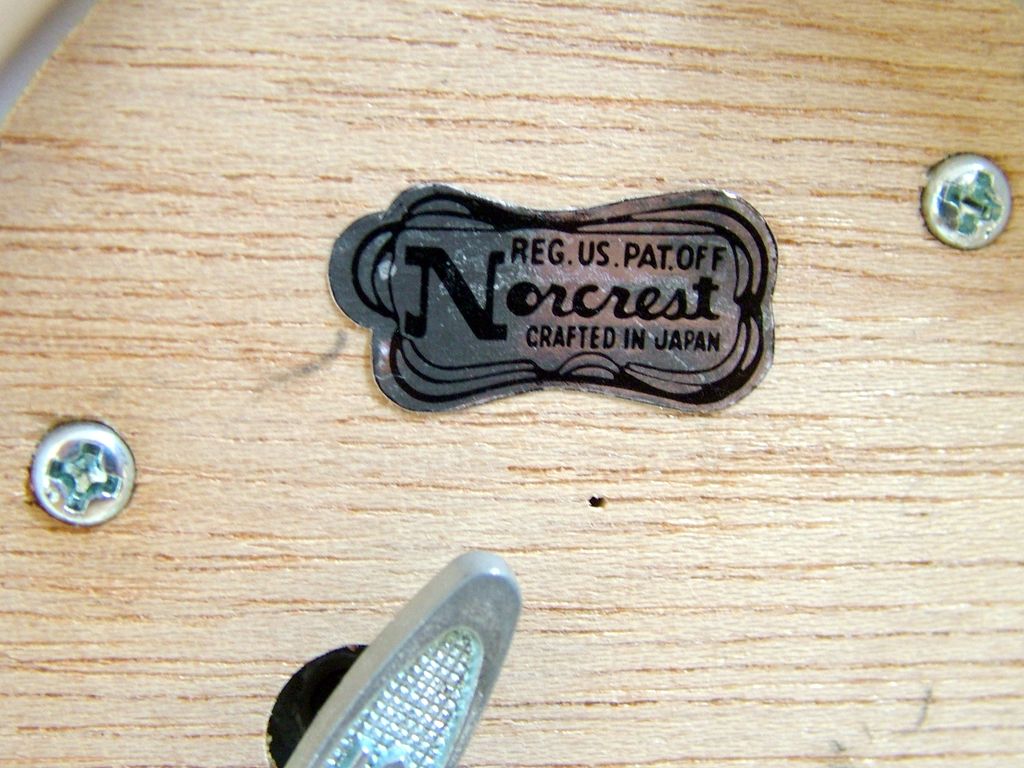 REG. US. PAT. OFF
Norcrest
CRAFTED IN JAPAN